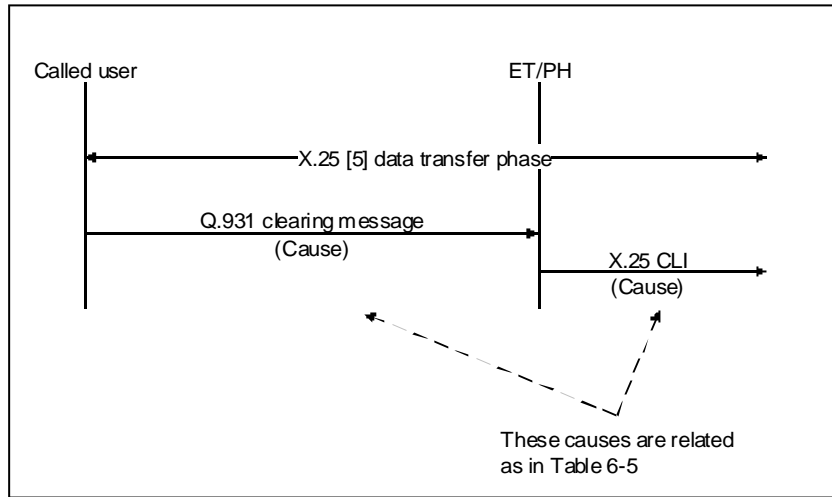 Called user
ET/PH
X.25 [5] data transfer phase
Q.931 clearing message
(Cause)
X.25 CLI
(Cause)
These causes are related
as in Table 6-5